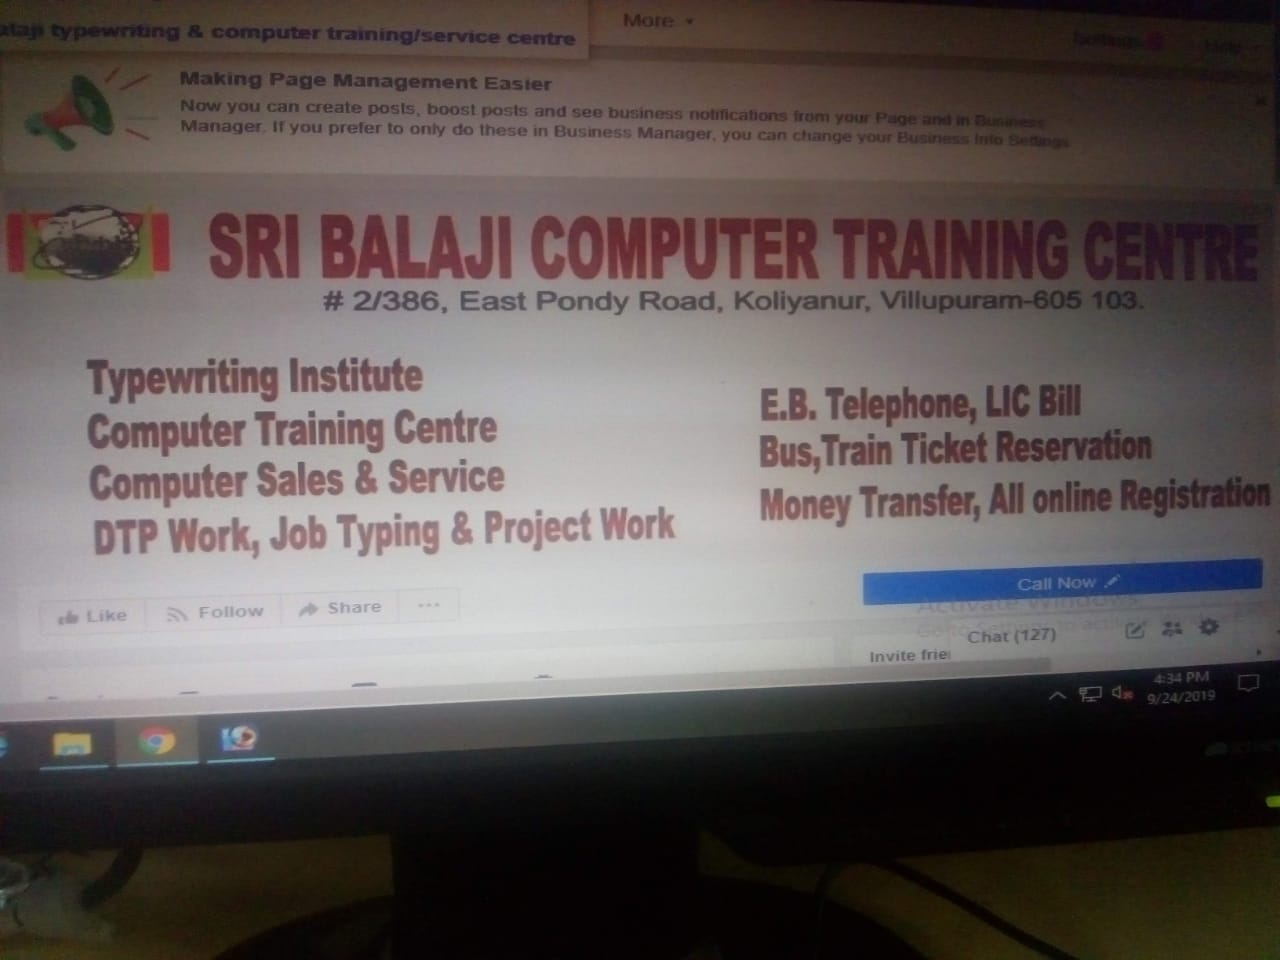 alaji typewriting & computer training/service centre
More
Making Page Management Easier
Now you can create posts, boost posts and see business notifications from your Page and in Business
Manager. If you prefer to only do these in Business Manager, you can change your Business Info Settings
SRI BALAJI COMPUTER TRAINING CENTRE
# 2/386, East Pondy Road, Koliyanur, Villupuram-605 103.
Typewriting Institute
Computer Training Centre
Computer Sales & Service
DTP Work, Job Typing & Project Work
E.B. Telephone, LIC Bill
Bus,Train Ticket Reservation
Money Transfer, All online Registration
Like
Follow
Share
Call Now
Activate Windows
Go to Settings to
Chat (127)
Invite frie
4:34 PM
9/24/2019